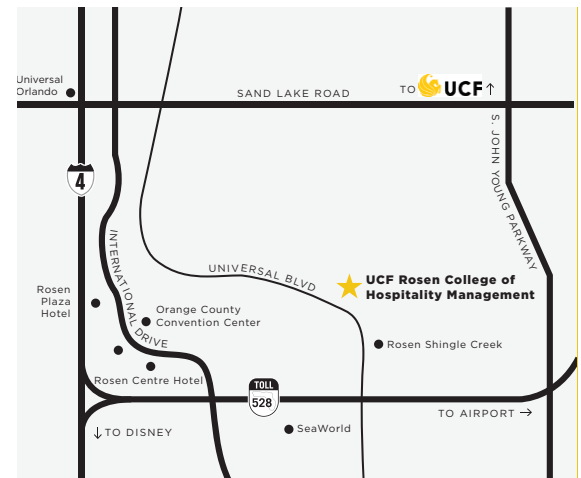 Universal
Orlando
SAND LAKE ROAD
TO UCF ↑
S. JOHN YOUNG PARKWAY
4
INTERNATIONAL DRIVE
UNIVERSAL BLVD
UCF Rosen College of
Hospitality Management
Rosen
Plaza
Hotel
Orange County
Convention Center
Rosen Shingle Creek
Rosen Centre Hotel
TOLL
528
TO AIRPORT →
↓ TO DISNEY
SeaWorld